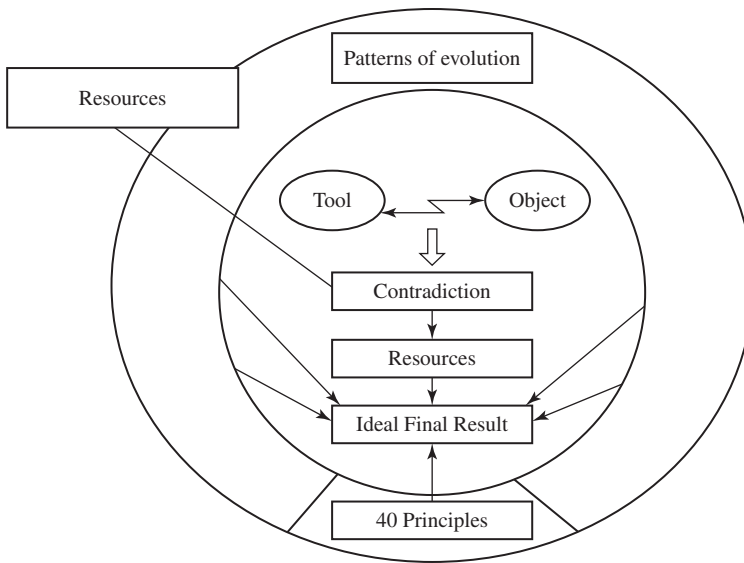 Patterns of evolution
Resources
Tool
Object
Contradiction
Resources
Ideal Final Result
40 Principles